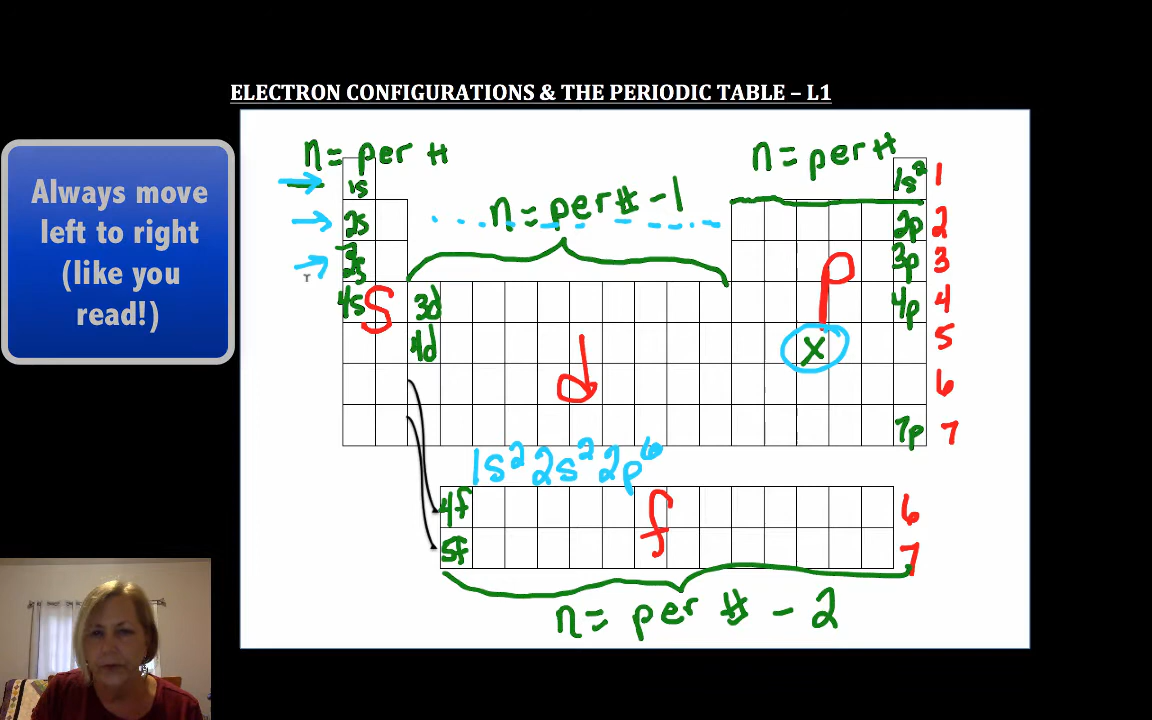 ELECTRON CONFIGURATIONS & THE PERIODIC TABLE – L1
Always move
left to right
(like you
read!)
n= per #
n= per # -1
n= per #
1s
1s² 1
2s
2p 2
3p 3
4s S 3d
P
4p 4
4d
d
X 5
6
7p 7
1s² 2s² 2p⁶
4f
f
6
5f
7
n= per # - 2